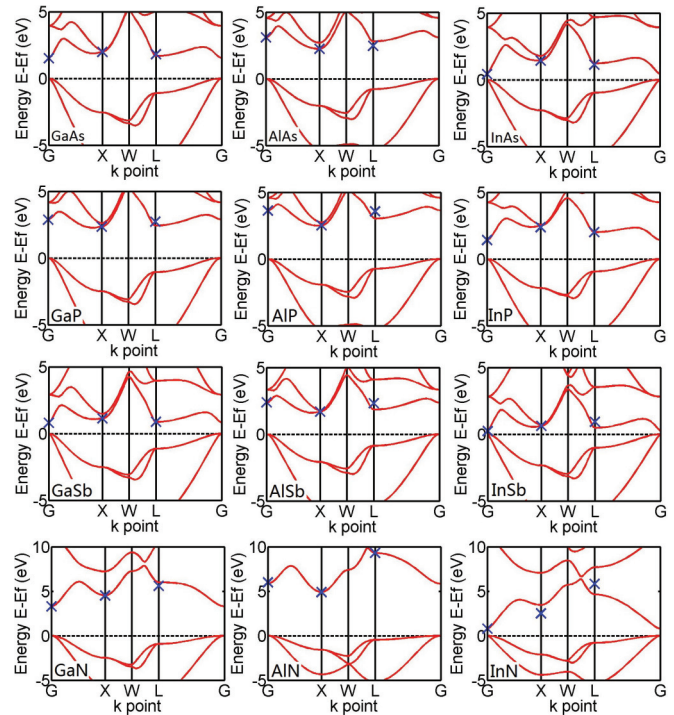 5
0
-5
Energy E-Ef (eV)
GaAs
G X W L G
k point
5
0
-5
Energy E-Ef (eV)
AlAs
G X W L G
k point
5
0
-5
Energy E-Ef (eV)
InAs
G X W L G
k point
5
0
-5
Energy E-Ef (eV)
GaP
G X W L G
k point
5
0
-5
Energy E-Ef (eV)
AlP
G X W L G
k point
5
0
-5
Energy E-Ef (eV)
InP
G X W L G
k point
5
0
-5
Energy E-Ef (eV)
GaSb
G X W L G
k point
5
0
-5
Energy E-Ef (eV)
AlSb
G X W L G
k point
5
0
-5
Energy E-Ef (eV)
InSb
G X W L G
k point
10
5
0
-5
Energy E-Ef (eV)
GaN
G X W L G
k point
10
5
0
-5
Energy E-Ef (eV)
AlN
G X W L G
k point
10
5
0
-5
Energy E-Ef (eV)
InN
G X W L G
k point